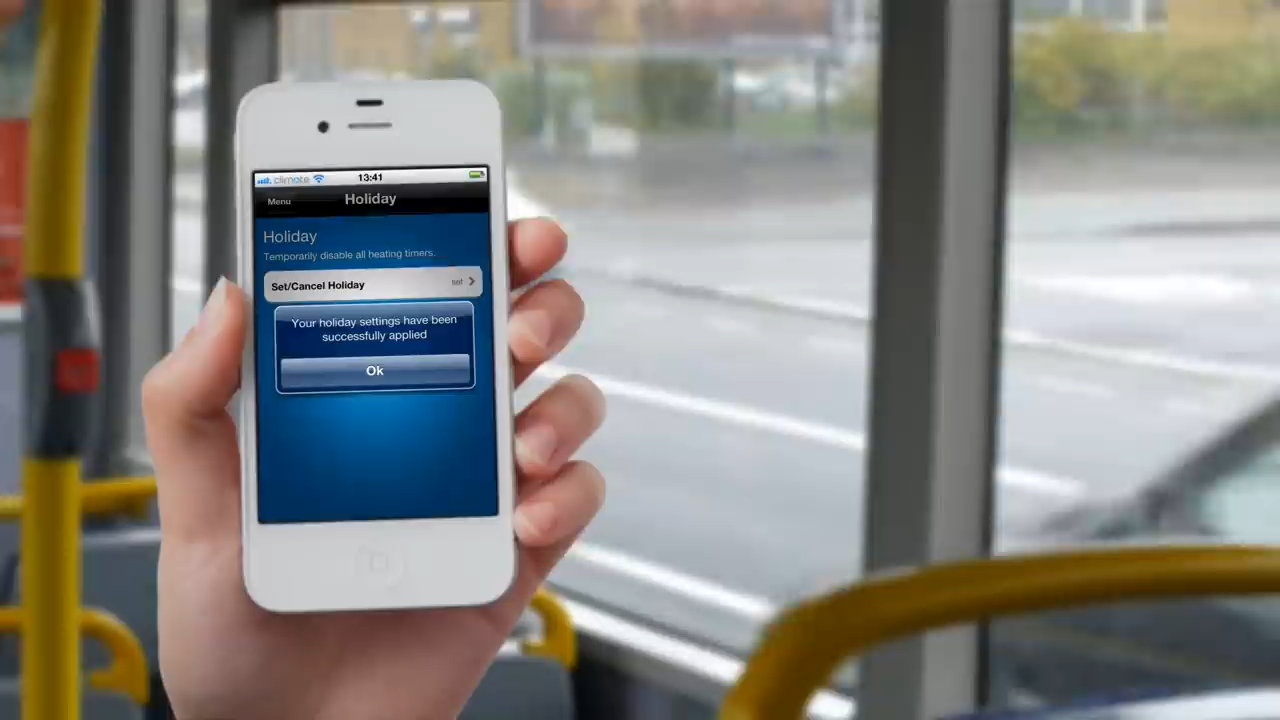 climote 13:41
Menu Holiday
Holiday
Temporarily disable all heating timers.
Set/Cancel Holiday set
Your holiday settings have been
successfully applied
Ok